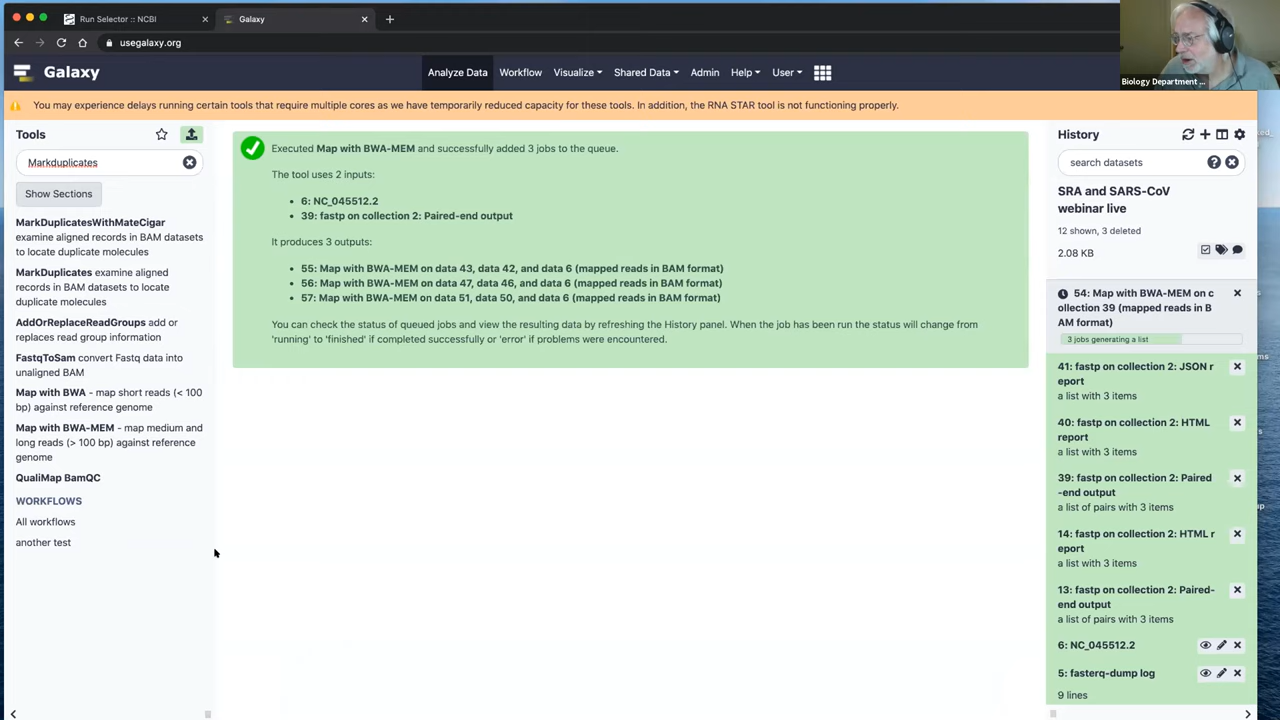 Run Selector :: NCBI
Galaxy
usegalaxy.org
Biology Department ...
Galaxy
Analyze Data
Workflow
Visualize
Shared Data
Admin
Help
User
You may experience delays running certain tools that require multiple cores as we have temporarily reduced capacity for these tools. In addition, the RNA STAR tool is not functioning properly.
Tools
Markduplicates
Show Sections
MarkDuplicatesWithMateCigar
examine aligned records in BAM datasets
to locate duplicate molecules
MarkDuplicates examine aligned
records in BAM datasets to locate
duplicate molecules
AddOrReplaceReadGroups add or
replaces read group information
FastqToSam convert Fastq data into
unaligned BAM
Map with BWA - map short reads (< 100
bp) against reference genome
Map with BWA-MEM - map medium and
long reads (> 100 bp) against reference
genome
QualiMap BamQC
WORKFLOWS
All workflows
another test
Executed Map with BWA-MEM and successfully added 3 jobs to the queue.
The tool uses 2 inputs:
• 6: NC_045512.2
• 39: fastp on collection 2: Paired-end output
It produces 3 outputs:
• 55: Map with BWA-MEM on data 43, data 42, and data 6 (mapped reads in BAM format)
• 56: Map with BWA-MEM on data 47, data 46, and data 6 (mapped reads in BAM format)
• 57: Map with BWA-MEM on data 51, data 50, and data 6 (mapped reads in BAM format)
You can check the status of queued jobs and view the resulting data by refreshing the History panel. When the job has been run the status will change from
'running' to 'finished' if completed successfully or 'error' if problems were encountered.
History
search datasets
SRA and SARS-CoV
webinar live
12 shown, 3 deleted
2.08 KB
54: Map with BWA-MEM on c
ollection 39 (mapped reads in B
AM format)
3 jobs generating a list
41: fastp on collection 2: JSON r
eport
a list with 3 items
40: fastp on collection 2: HTML
report
a list with 3 items
39: fastp on collection 2: Paired
-end output
a list of pairs with 3 items
14: fastp on collection 2: HTML r
eport
a list with 3 items
13: fastp on collection 2: Paired-
end output
a list of pairs with 3 items
6: NC_045512.2
5: fasterq-dump log
9 lines